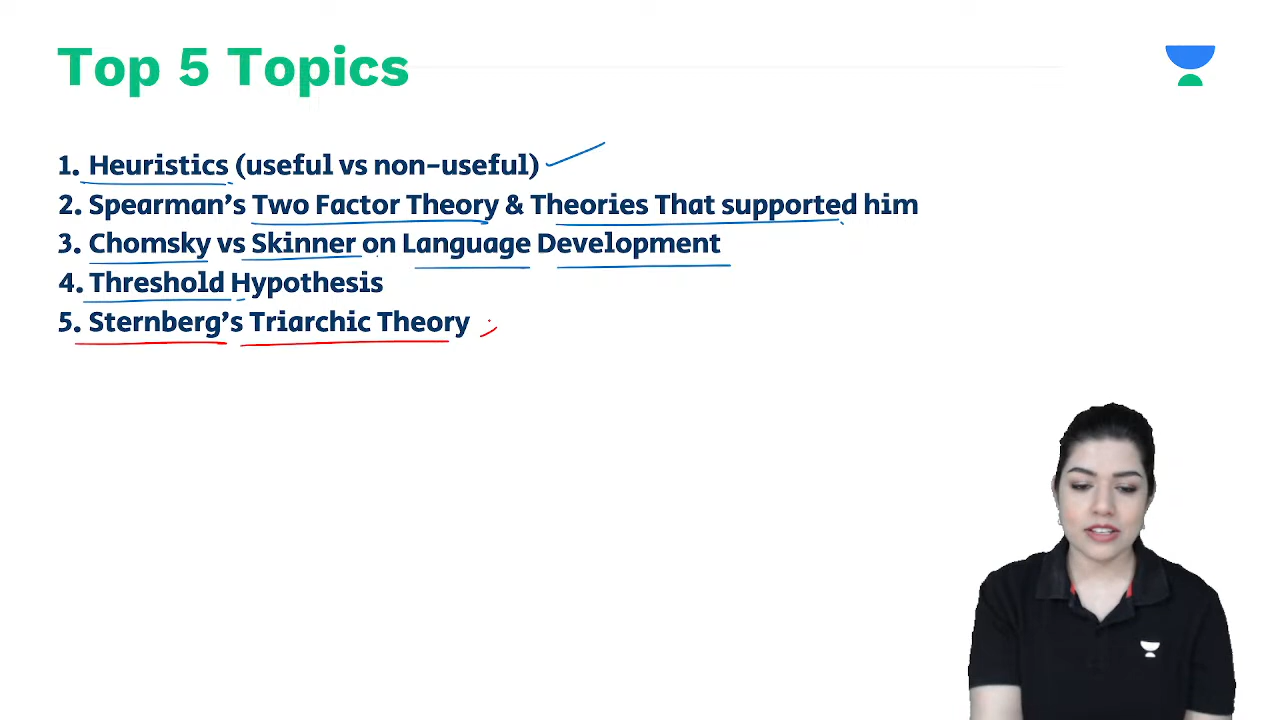 Top 5 Topics
1. Heuristics (useful vs non-useful)
2. Spearman's Two Factor Theory & Theories That supported him
3. Chomsky vs Skinner on Language Development
4. Threshold Hypothesis
5. Sternberg's Triarchic Theory